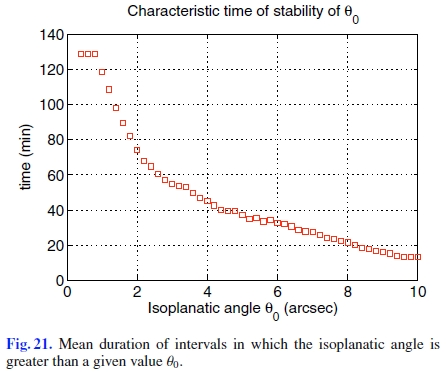 Characteristic time of stability of θ0
140
120
100
80
60
40
20
0
time (min)
0 2 4 6 8 10
Isoplanatic angle θ0 (arcsec)
Fig. 21. Mean duration of intervals in which the isoplanatic angle is
greater than a given value θ0.